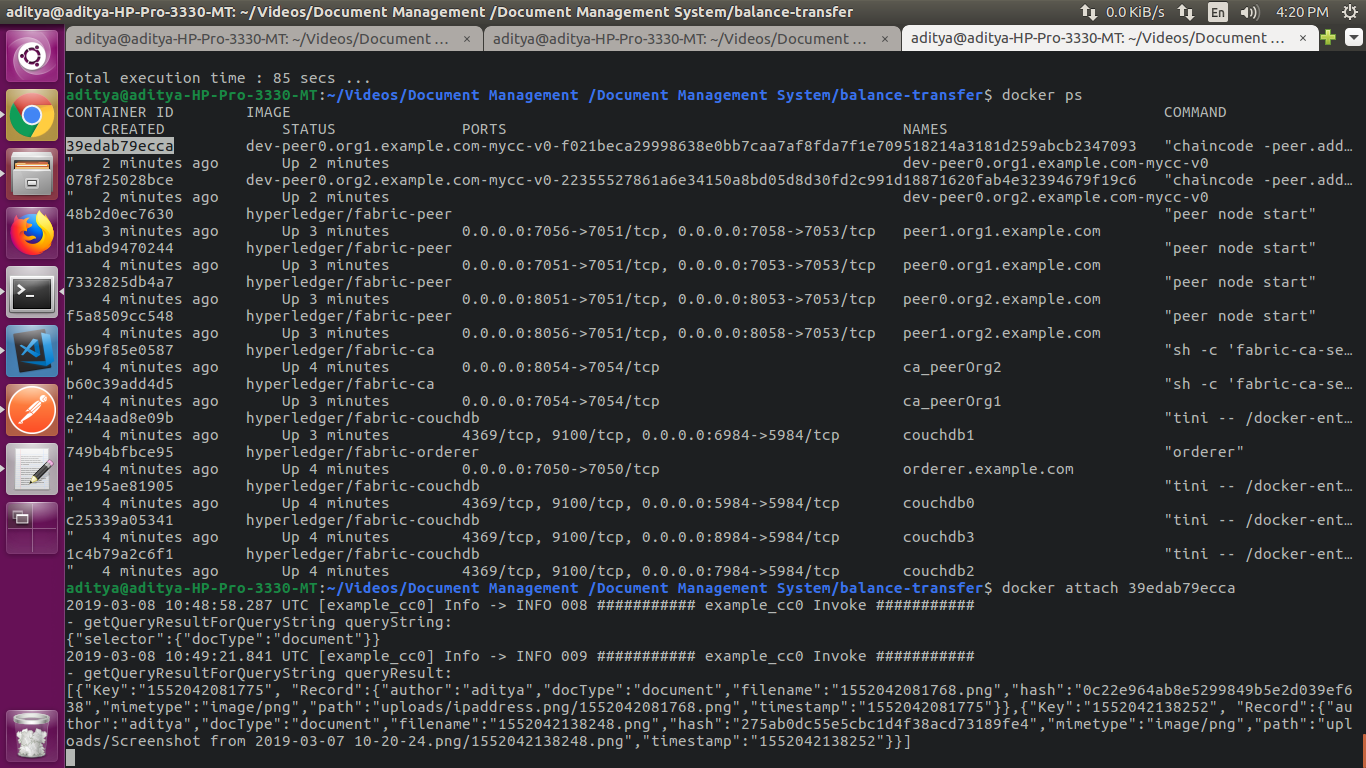 aditya@aditya-HP-Pro-3330-MT: ~/Videos/Document Management /Document Management System/balance-transfer
0.0 KiB/s En 4:20 PM
aditya@aditya-HP-Pro-3330-MT: ~/Videos/Document ... × aditya@aditya-HP-Pro-3330-MT: ~/Videos/Document ... × aditya@aditya-HP-Pro-3330-MT: ~/Videos/Document ... ×
Total execution time : 85 secs ...
aditya@aditya-HP-Pro-3330-MT:~/Videos/Document Management /Document Management System/balance-transfer$ docker ps
CONTAINER ID IMAGE COMMAND
CREATED STATUS PORTS NAMES
39edab79ecca dev-peer0.org1.example.com-mycc-v0-f021beca29998638e0bb7caa7af8fda7f1e709518214a3181d259abcb2347093 "chaincode -peer.add…
" 2 minutes ago Up 2 minutes dev-peer0.org1.example.com-mycc-v0
078f25028bce dev-peer0.org2.example.com-mycc-v0-22355527861a6e34150a8bd05d8d30fd2c991d18871620fab4e32394679f19c6 "chaincode -peer.add…
" 2 minutes ago Up 2 minutes dev-peer0.org2.example.com-mycc-v0
48b2d0ec7630 hyperledger/fabric-peer "peer node start"
3 minutes ago Up 3 minutes 0.0.0.0:7056->7051/tcp, 0.0.0.0:7058->7053/tcp peer1.org1.example.com
d1abd9470244 hyperledger/fabric-peer "peer node start"
4 minutes ago Up 3 minutes 0.0.0.0:7051->7051/tcp, 0.0.0.0:7053->7053/tcp peer0.org1.example.com
7332825db4a7 hyperledger/fabric-peer "peer node start"
4 minutes ago Up 3 minutes 0.0.0.0:8051->7051/tcp, 0.0.0.0:8053->7053/tcp peer0.org2.example.com
f5a8509cc548 hyperledger/fabric-peer "peer node start"
4 minutes ago Up 3 minutes 0.0.0.0:8056->7051/tcp, 0.0.0.0:8058->7053/tcp peer1.org2.example.com
6b99f85e0587 hyperledger/fabric-ca "sh -c 'fabric-ca-se…
" 4 minutes ago Up 4 minutes 0.0.0.0:8054->7054/tcp ca_peerOrg2
b60c39add4d5 hyperledger/fabric-ca "sh -c 'fabric-ca-se…
" 4 minutes ago Up 4 minutes 0.0.0.0:7054->7054/tcp ca_peerOrg1
e244aad8e09b hyperledger/fabric-couchdb "tini -- /docker-ent…
" 4 minutes ago Up 3 minutes 4369/tcp, 9100/tcp, 0.0.0.0:6984->5984/tcp couchdb1
749b4bfbce95 hyperledger/fabric-orderer "orderer"
4 minutes ago Up 4 minutes 0.0.0.0:7050->7050/tcp orderer.example.com
ae195ae81905 hyperledger/fabric-couchdb "tini -- /docker-ent…
" 4 minutes ago Up 4 minutes 4369/tcp, 9100/tcp, 0.0.0.0:5984->5984/tcp couchdb0
c25339a05341 hyperledger/fabric-couchdb "tini -- /docker-ent…
" 4 minutes ago Up 4 minutes 4369/tcp, 9100/tcp, 0.0.0.0:8984->5984/tcp couchdb3
1c4b79a2c6f1 hyperledger/fabric-couchdb "tini -- /docker-ent…
" 4 minutes ago Up 4 minutes 4369/tcp, 9100/tcp, 0.0.0.0:7984->5984/tcp couchdb2
aditya@aditya-HP-Pro-3330-MT:~/Videos/Document Management /Document Management System/balance-transfer$ docker attach 39edab79ecca
2019-03-08 10:48:58.287 UTC [example_cc0] Info -> INFO 008 ########### example_cc0 Invoke ###########
- getQueryResultForQueryString queryString:
{"selector":{"docType":"document"}}
2019-03-08 10:49:21.841 UTC [example_cc0] Info -> INFO 009 ########### example_cc0 Invoke ###########
- getQueryResultForQueryString queryResult:
[{"Key":"1552042081775", "Record":{"author":"aditya","docType":"document","filename":"1552042081768.png","hash":"0c22e964ab8e5299849b5e2d039ef6
38","mimetype":"image/png","path":"uploads/ipaddress.png/1552042081768.png","timestamp":"1552042081775"}},{"Key":"1552042138252", "Record":{"au
thor":"aditya","docType":"document","filename":"1552042138248.png","hash":"275ab0dc55e5cbc1d4f38acd73189fe4","mimetype":"image/png","path":"upl
oads/Screenshot from 2019-03-07 10-20-24.png/1552042138248.png","timestamp":"1552042138252"}}]